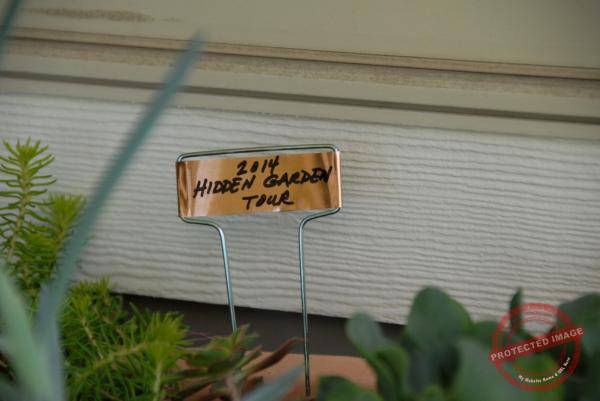 2014
HIDDEN GARDEN
TOUR
PROTECTED IMAGE